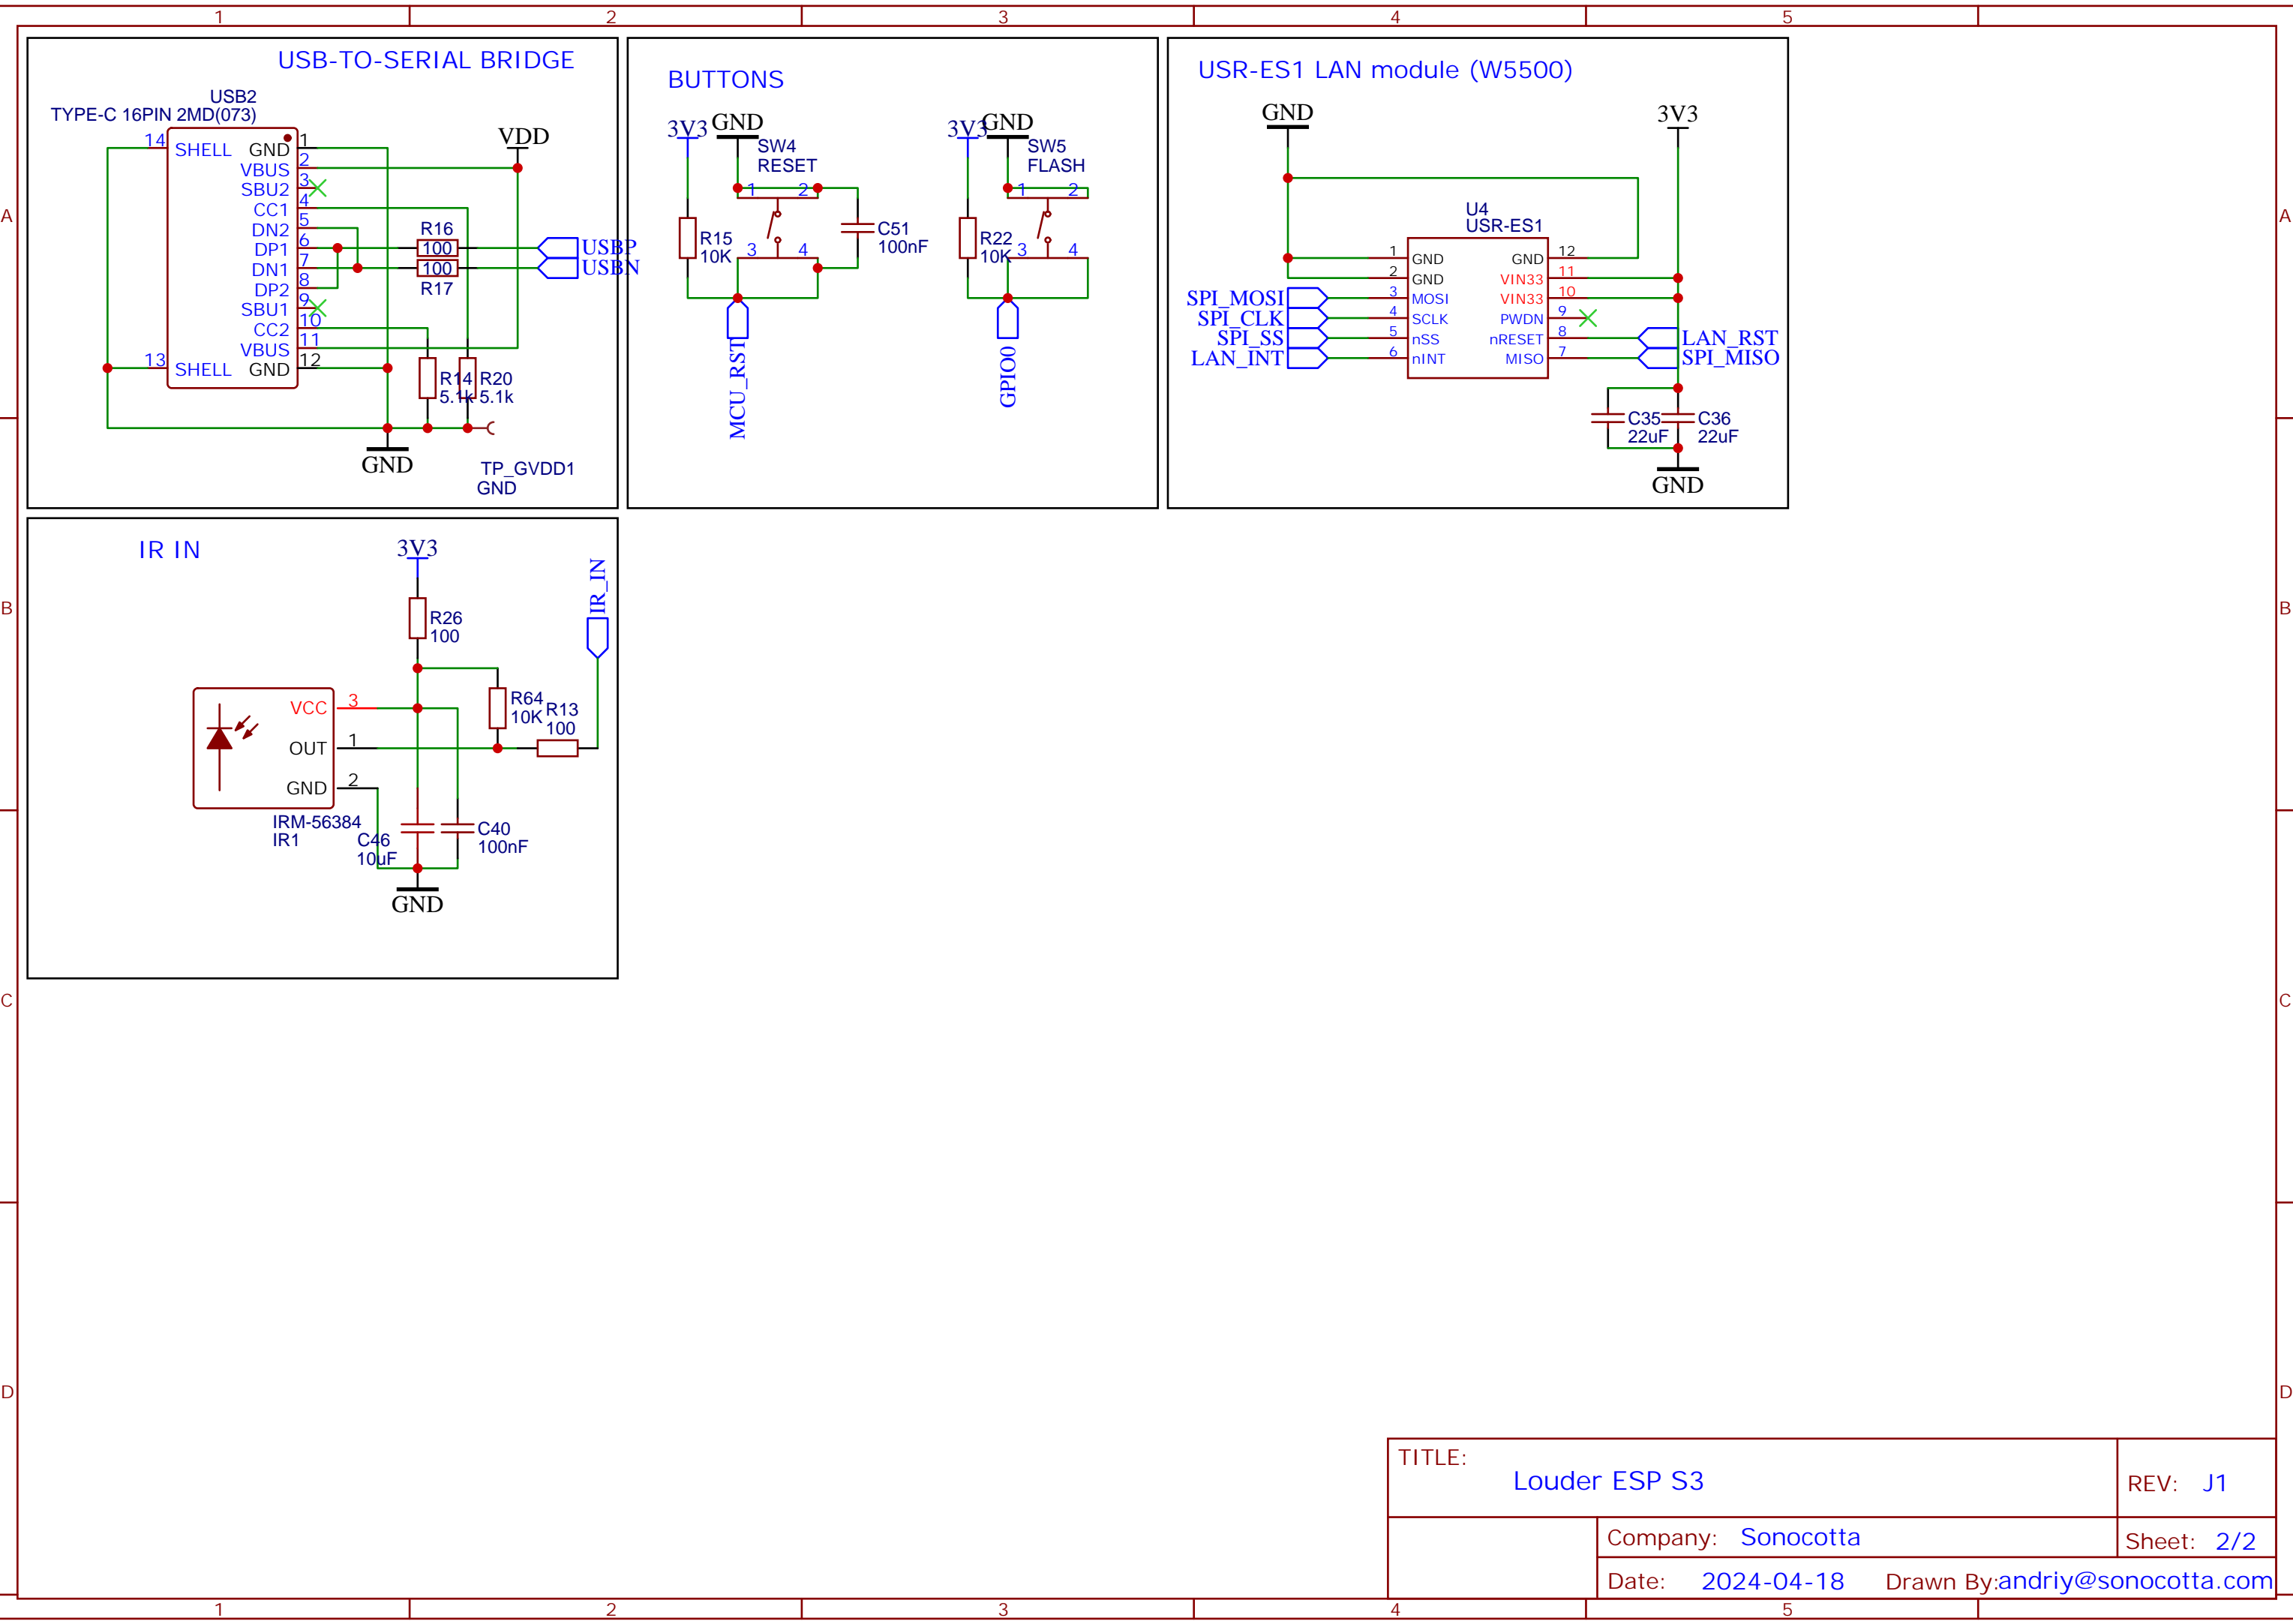 1
2
3
4
5
A
B
C
D
A
B
C
D
1
2
3
4
5
USB-TO-SERIAL BRIDGE
USB2
TYPE-C 16PIN 2MD(073)
14
SHELL
13
SHELL
GND
1
VBUS
2
SBU2
3
CC1
4
DN2
5
DP1
6
DN1
7
DP2
8
SBU1
9
CC2
10
VBUS
11
GND
12
VDD
R16
100
100
R17
USBP
USBN
R14
5.1k
R20
5.1k
GND
TP_GVDD1
GND
BUTTONS
3V3
GND
SW4
RESET
1
2
3
4
R15
10K
C51
100nF
MCU_RST
3V3
GND
SW5
FLASH
1
2
3
4
R22
10K
GPIO0
USR-ES1 LAN module (W5500)
GND
3V3
U4
USR-ES1
1
GND
2
GND
3
MOSI
4
SCLK
5
nSS
6
nINT
GND
12
VIN33
11
VIN33
10
PWDN
9
nRESET
8
MISO
7
SPI_MOSI
SPI_CLK
SPI_SS
LAN_INT
LAN_RST
SPI_MISO
C35
22uF
C36
22uF
GND
IR IN
3V3
IR_IN
R26
100
R64
10K
R13
100
VCC
3
OUT
1
GND
2
IRM-56384
IR1
C46
10uF
C40
100nF
GND
TITLE:
Louder ESP S3
REV: J1
Company: Sonocotta
Sheet: 2/2
Date: 2024-04-18
Drawn By:andriy@sonocotta.com